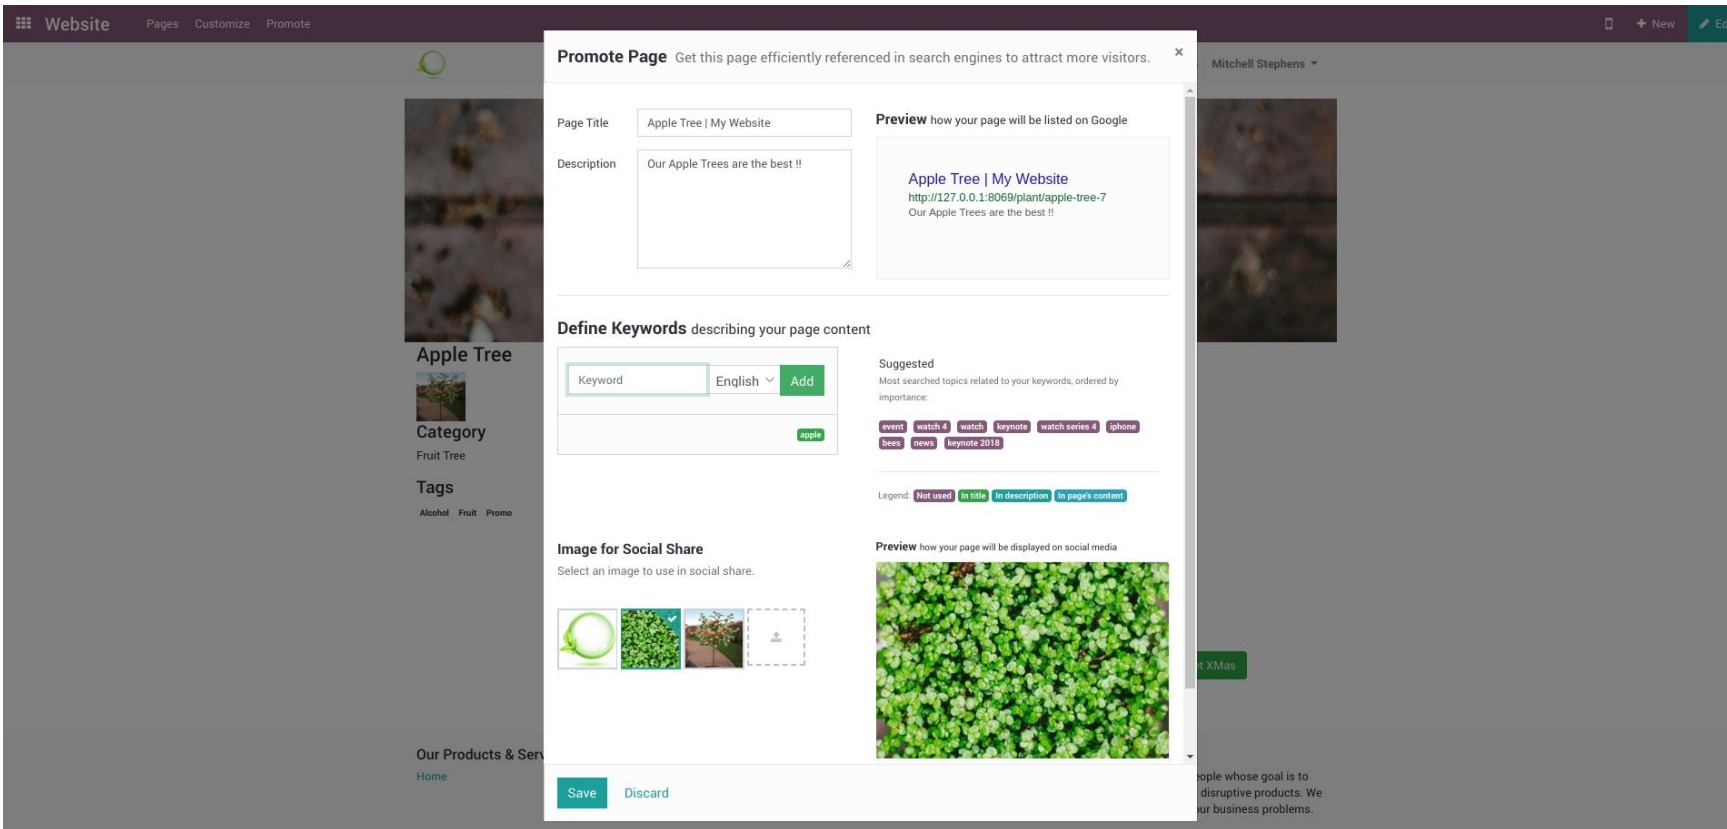 Website Pages Customize Promote
+ New
Ed
Mitchell Stephens
Promote Page Get this page efficiently referenced in search engines to attract more visitors. ×
Page Title Apple Tree | My Website
Description Our Apple Trees are the best !!
Preview how your page will be listed on Google
Apple Tree | My Website
http://127.0.0.1:8069/plant/apple-tree-7
Our Apple Trees are the best !!
Define Keywords describing your page content
Keyword English Add
apple
Suggested
Most searched topics related to your keywords, ordered by
importance:
event watch 4 watch keynote watch series 4 iphone
bees news keynote 2018
Legend: Not used In title In description In page's content
Image for Social Share
Select an image to use in social share.
Preview how your page will be displayed on social media
Save Discard
Apple Tree
Category
Fruit Tree
Tags
Alcohol Fruit Promo
et XMas
Our Products & Serv
Home
eople whose goal is to
disruptive products. We
ur business problems.